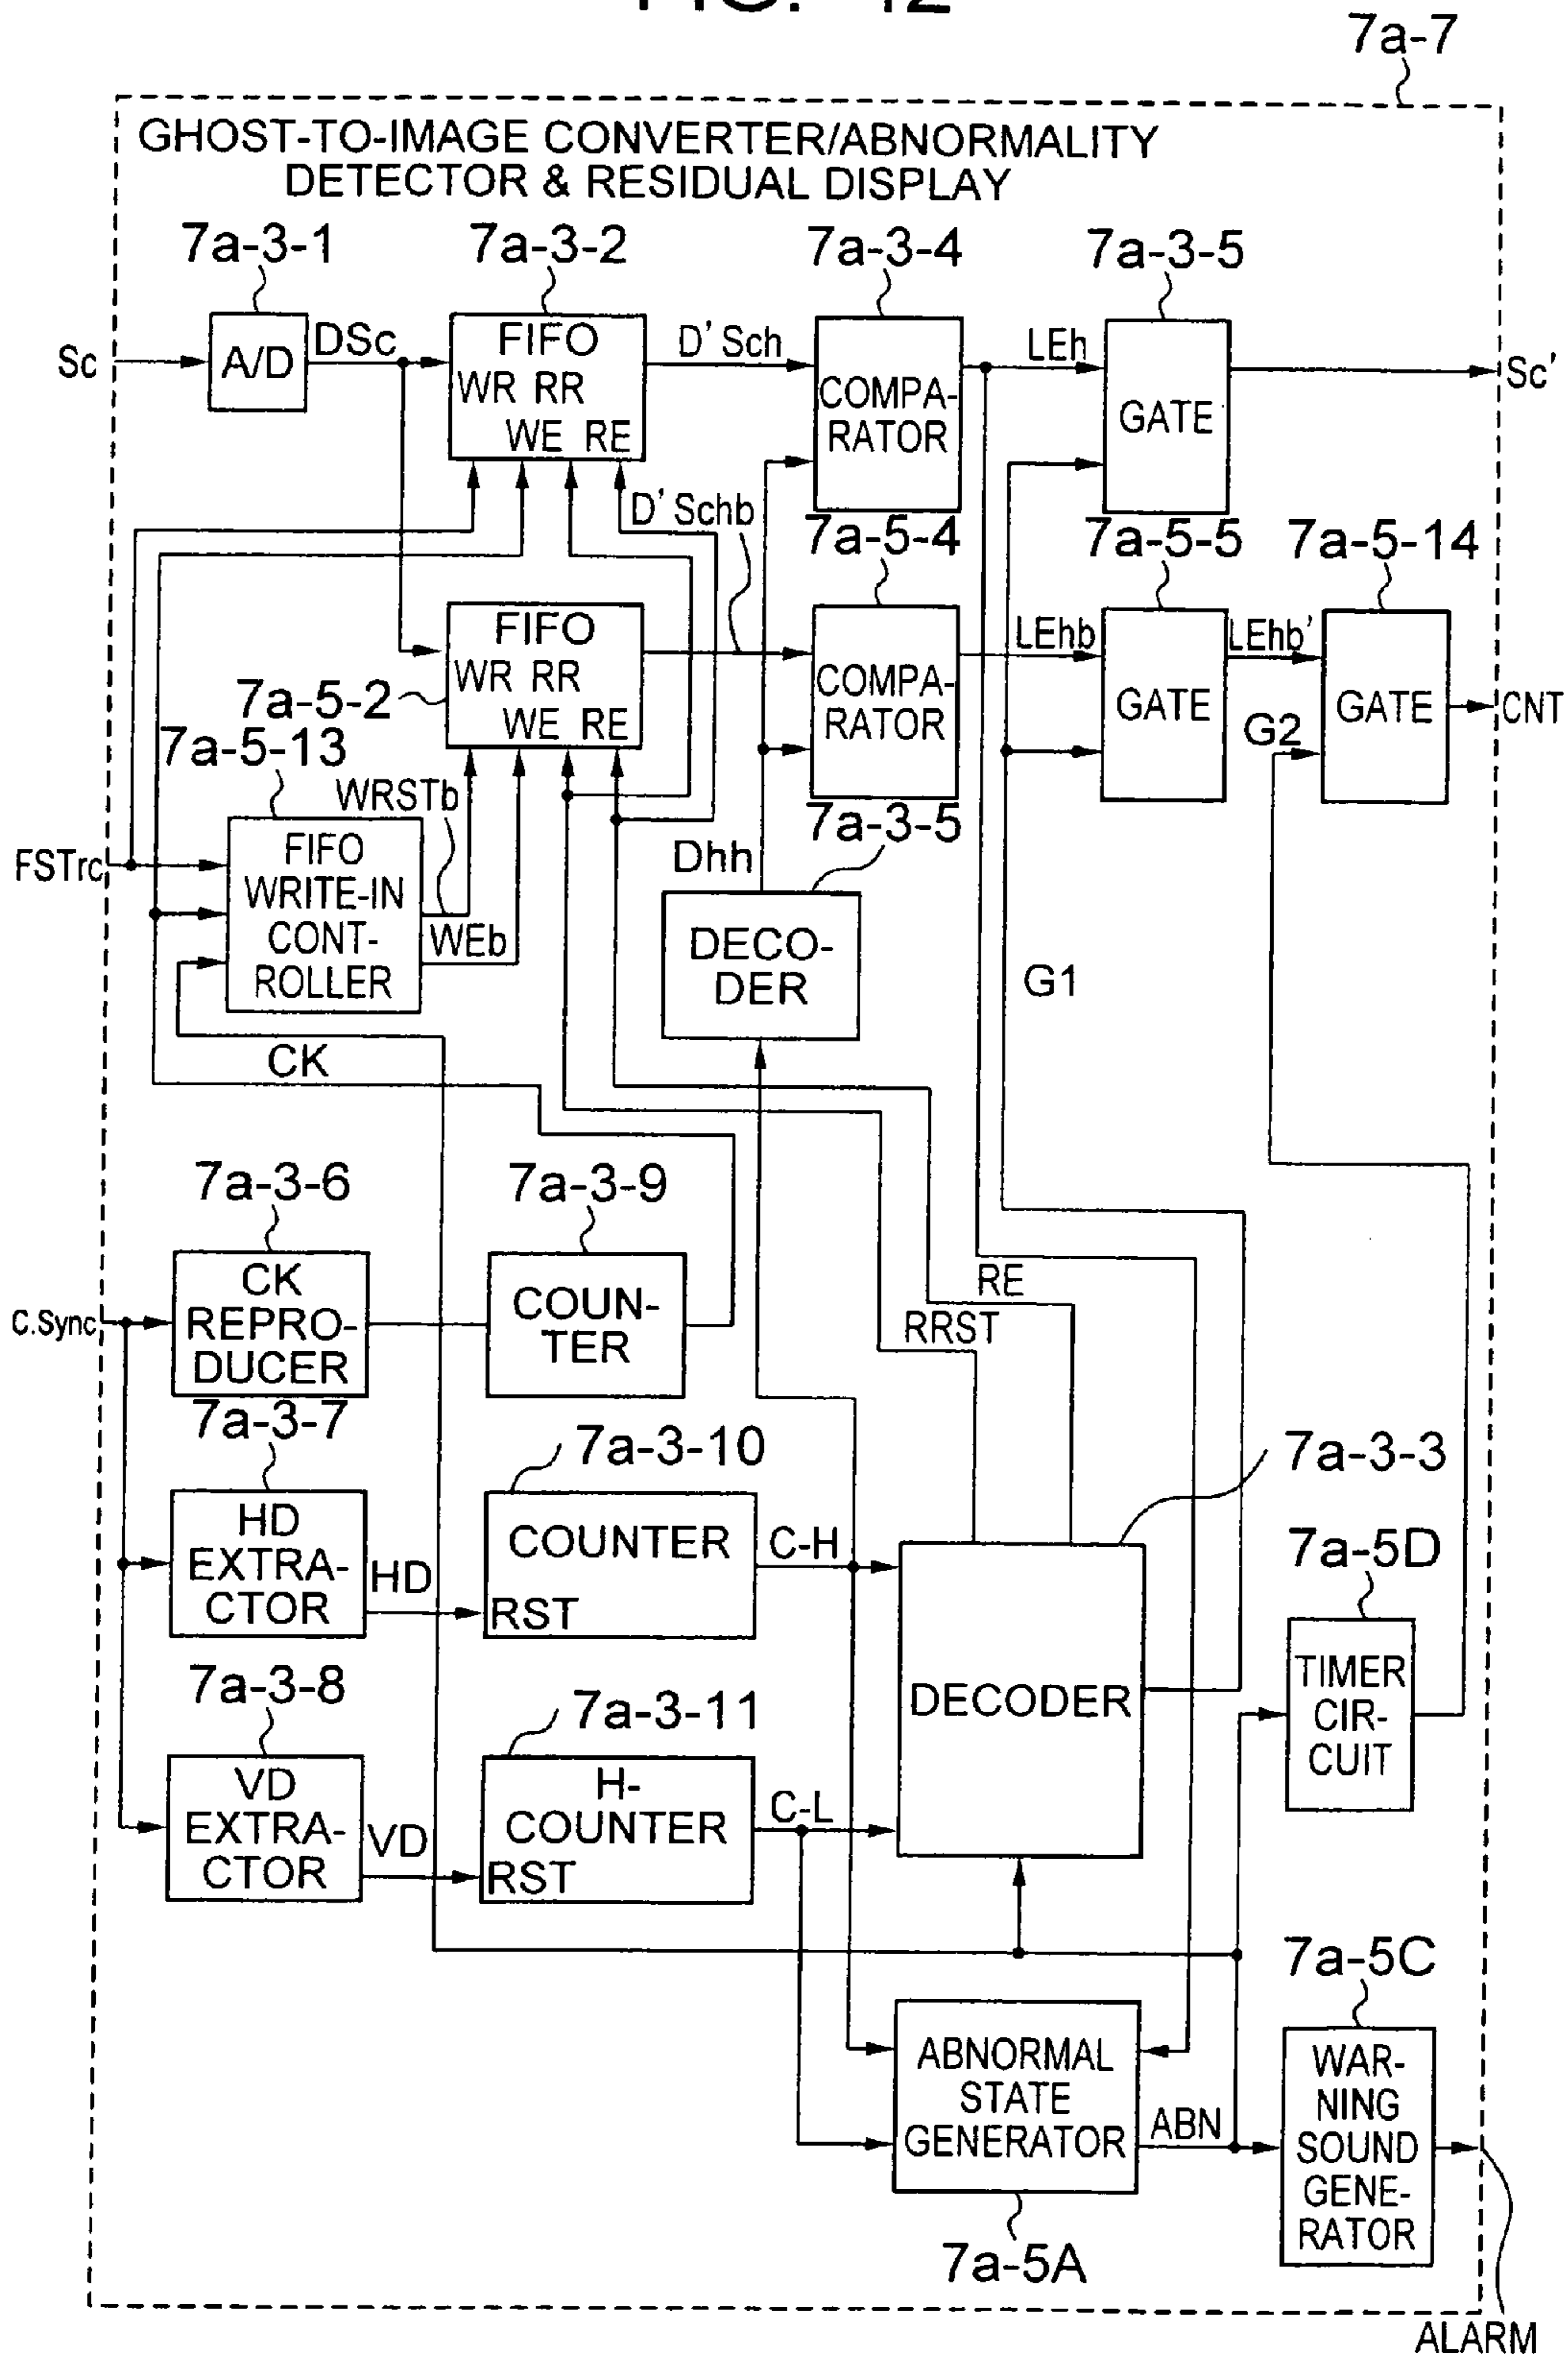 FIG. 42
7a-7
GHOST-TO-IMAGE CONVERTER/ABNORMALITY
DETECTOR & RESIDUAL DISPLAY
7a-3-1
7a-3-2
7a-3-4
7a-3-5
Sc
A/D
DSc
FIFO
WR RR
WE RE
D'Sch
COMPA-
RATOR
LEh
GATE
Sc'
D'Schb
7a-5-4
7a-5-5
7a-5-14
FIFO
WR RR
WE RE
7a-5-2
COMPA-
RATOR
LEhb
GATE
LEhb'
G2
GATE
CNT
7a-5-13
WRSTb
7a-3-5
FSTrc
FIFO
WRITE-IN
CONT-
ROLLER
WEb
Dhh
DECO-
DER
G1
CK
7a-3-6
7a-3-9
C.Sync
CK
REPRO-
DUCER
COUN-
TER
RE
RRST
7a-3-7
7a-3-10
7a-3-3
HD
EXTRA-
CTOR
HD
COUNTER
RST
C-H
7a-5D
7a-3-8
7a-3-11
DECODER
TIMER
CIR-
CUIT
VD
EXTRA-
CTOR
VD
H-
COUNTER
RST
C-L
7a-5C
ABNORMAL
STATE
GENERATOR
ABN
WAR-
NING
SOUND
GENE-
RATOR
7a-5A
ALARM